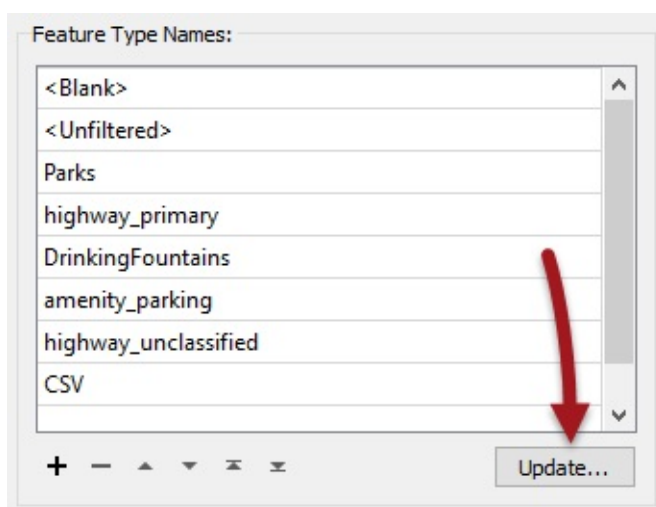 Feature Type Names:
<Blank>
<Unfiltered>
Parks
highway_primary
DrinkingFountains
amenity_parking
highway_unclassified
CSV
Update...